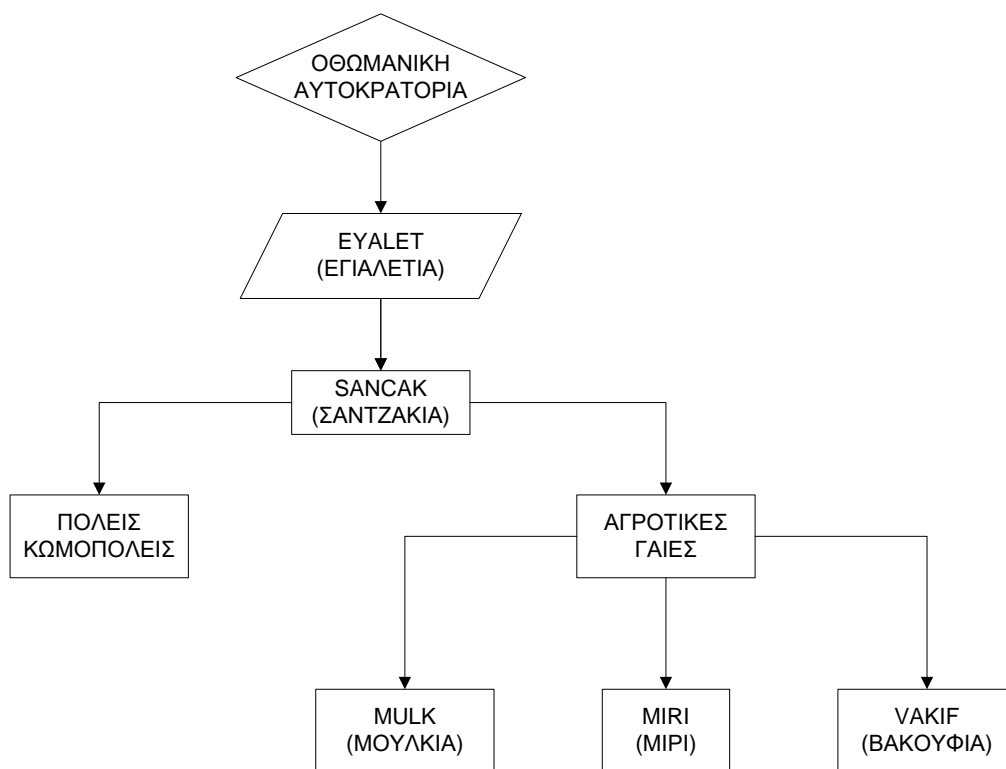 ΟΘΩΜΑΝΙΚΗ
ΑΥΤΟΚΡΑΤΟΡΙΑ
EYALET
(ΕΓΙΑΛΕΤΙΑ)
SANCAK
(ΣΑΝΤΖΑΚΙΑ)
ΠΟΛΕΙΣ
ΚΩΜΟΠΟΛΕΙΣ
ΑΓΡΟΤΙΚΕΣ
ΓΑΙΕΣ
MULK
(ΜΟΥΛΚΙΑ)
MIRI
(ΜΙΡΙ)
VAKIF
(ΒΑΚΟΥΦΙΑ)